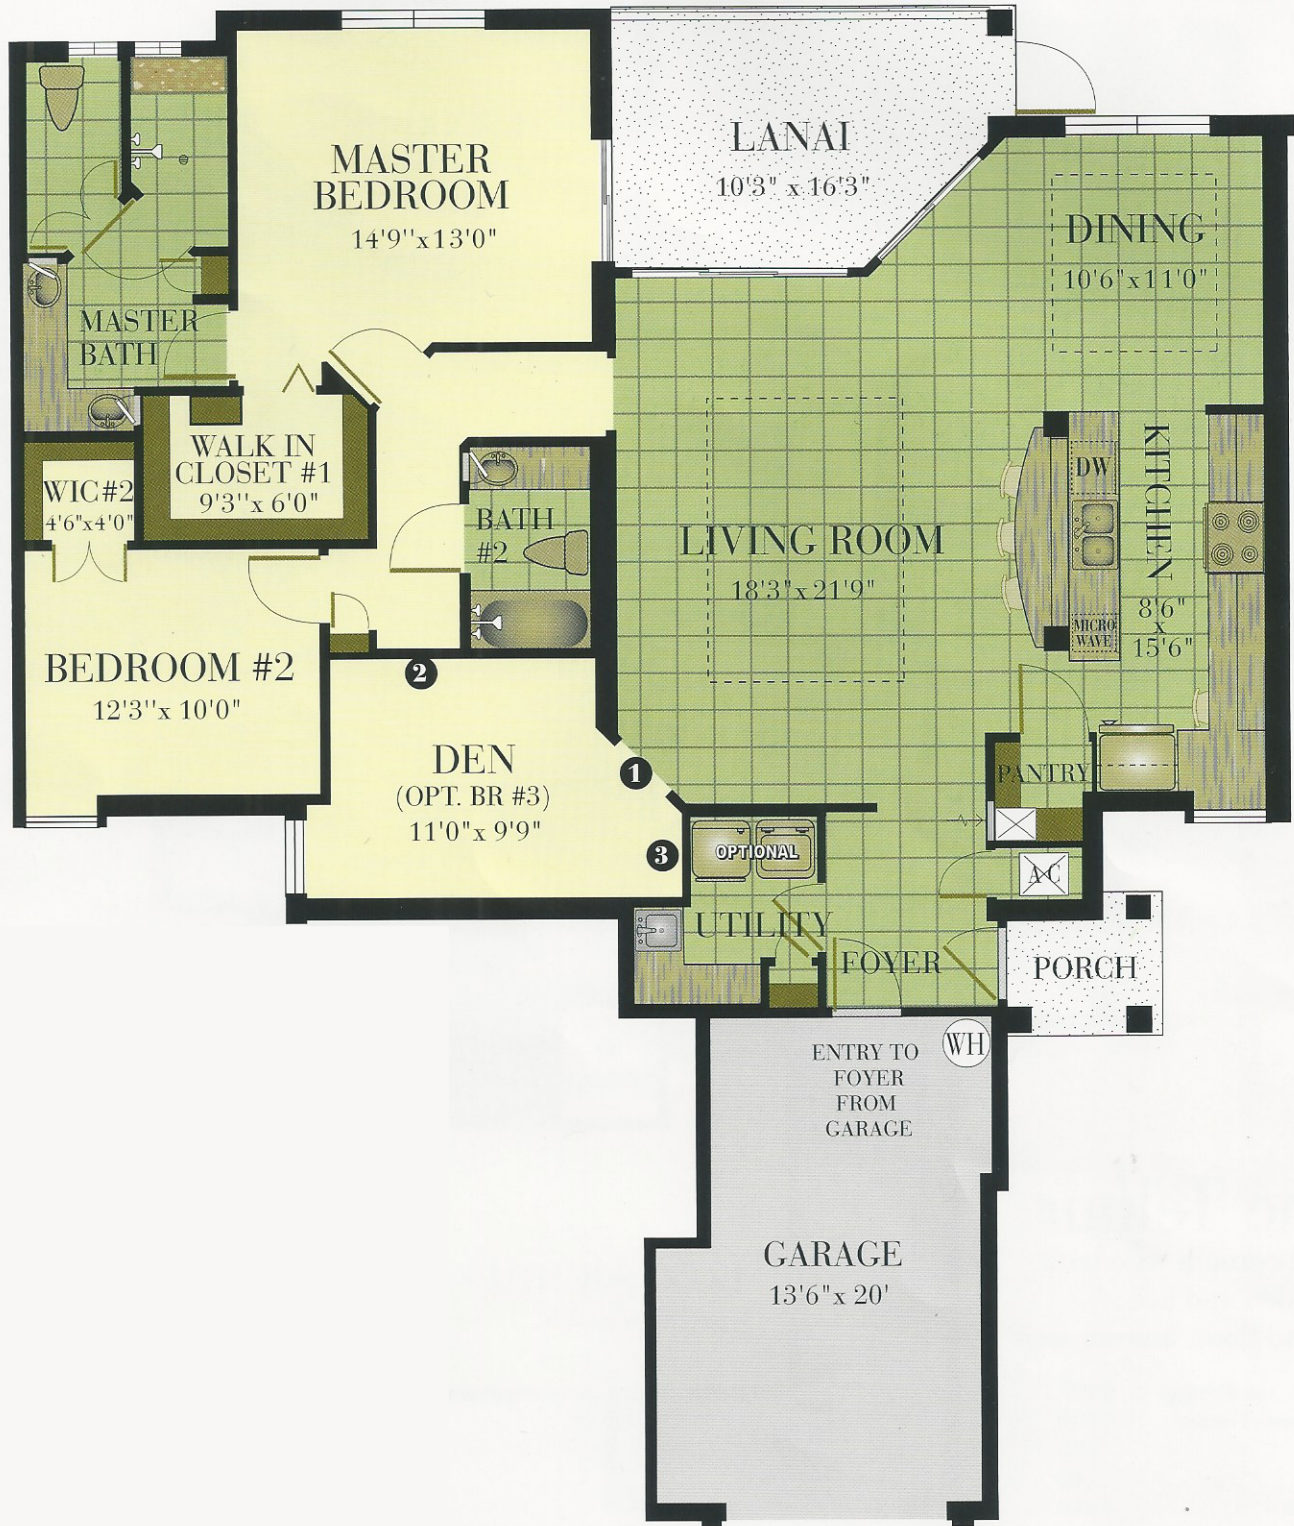 LANAI
10'3" x 16'3"
MASTER
BEDROOM
14'9''x13'0"
DINING
10'6"x11'0"
MASTER
BATH
WALK IN
CLOSET #1
9'3''x 6'0"
WIC#2
4'6"x4'0"
BATH
#2
LIVING ROOM
18'3"x 21'9"
DW
KITCHEN
8'6"
x
15'6"
MICRO
WAVE
BEDROOM #2
12'3''x 10'0"
2
DEN
(OPT. BR #3)
11'0"x 9'9"
1
3
PANTRY
OPTIONAL
AC
UTILITY
FOYER
PORCH
WH
ENTRY TO
FOYER
FROM
GARAGE
GARAGE
13'6"x 20'